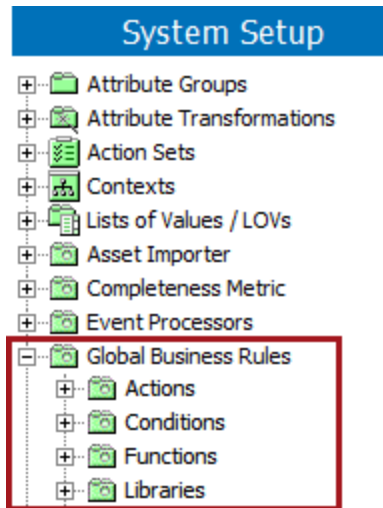 System Setup
Attribute Groups
Attribute Transformations
Action Sets
Contexts
Lists of Values / LOVs
Asset Importer
Completeness Metric
Event Processors
Global Business Rules
Actions
Conditions
Functions
Libraries